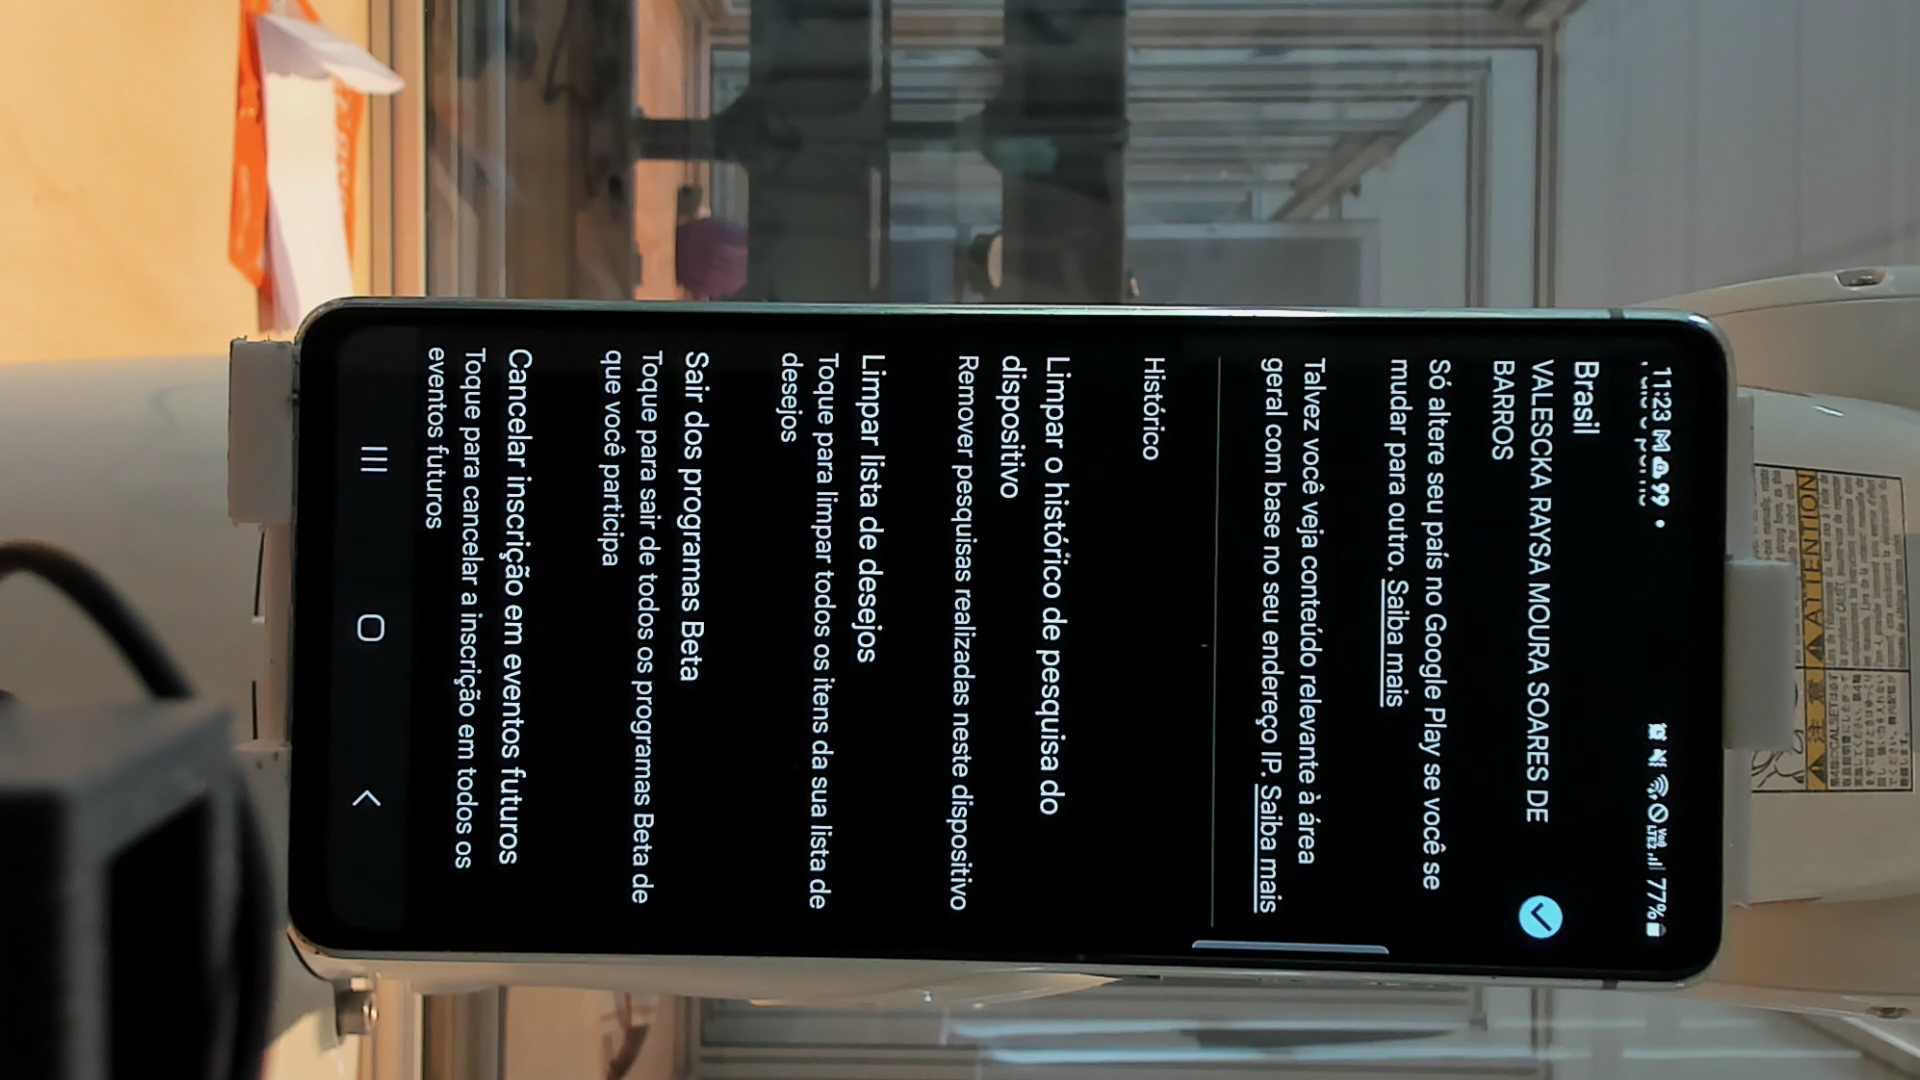 11:23
77%
Brasil
VALESCKA RAYSA MOURA SOARES DE
BARROS
Só altere seu país no Google Play se você se
mudar para outro. Saiba mais
Talvez você veja conteúdo relevante à área
geral com base no seu endereço IP. Saiba mais
Histórico
Limpar o histórico de pesquisa do
dispositivo
Remover pesquisas realizadas neste dispositivo
Limpar lista de desejos
Toque para limpar todos os itens da sua lista de
desejos
Sair dos programas Beta
Toque para sair de todos os programas Beta de
que você participa
Cancelar inscrição em eventos futuros
Toque para cancelar a inscrição em todos os
eventos futuros
注意 ATTENTION